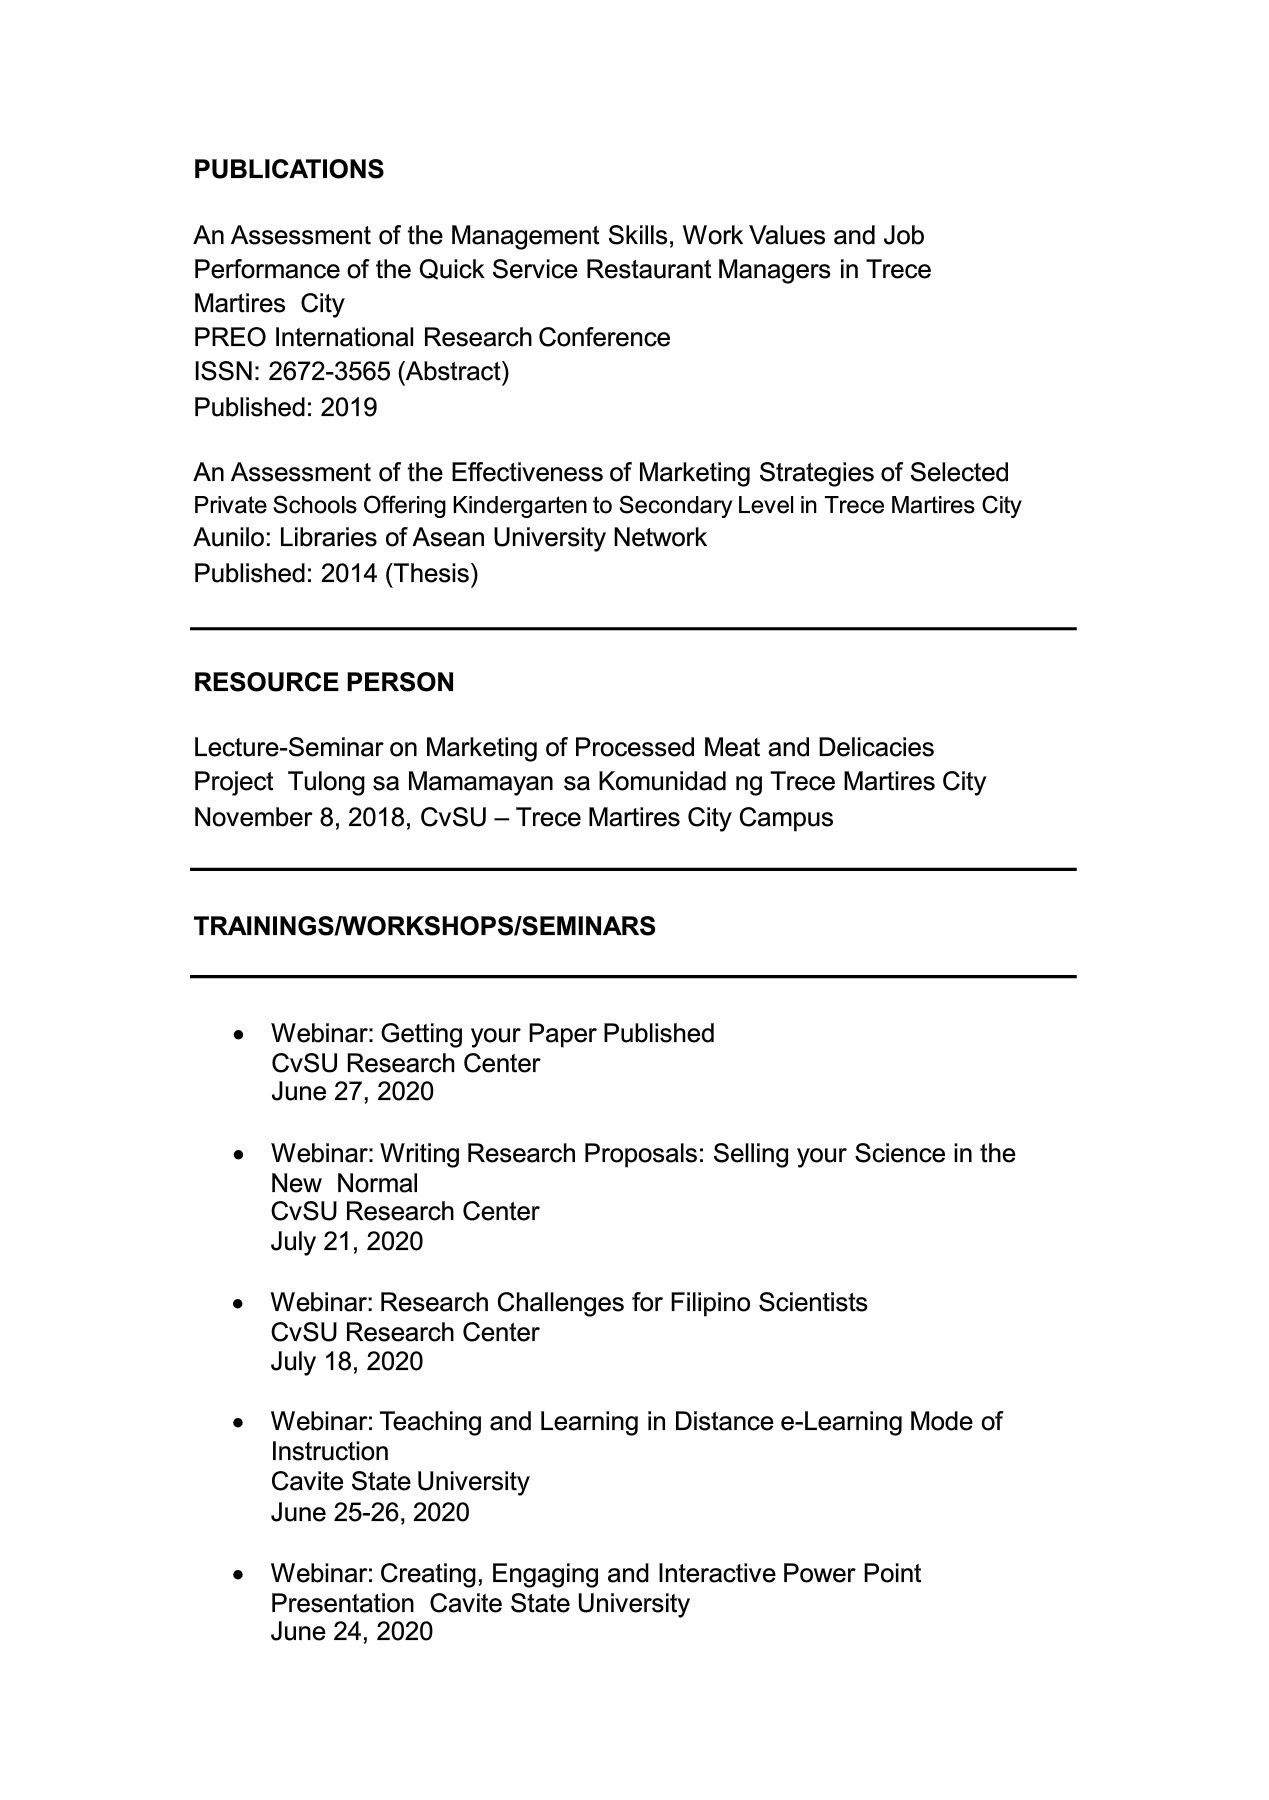 PUBLICATIONS
An Assessment of the Management Skills, Work Values and Job
Performance of the Quick Service Restaurant Managers in Trece
Martires City
PREO International Research Conference
ISSN: 2672-3565 (Abstract)
Published: 2019
An Assessment of the Effectiveness of Marketing Strategies of Selected
Private Schools Offering Kindergarten to Secondary Level in Trece Martires City
Aunilo: Libraries of Asean University Network
Published: 2014 (Thesis)
RESOURCE PERSON
Lecture-Seminar on Marketing of Processed Meat and Delicacies
Project Tulong sa Mamamayan sa Komunidad ng Trece Martires City
November 8, 2018, CvSU – Trece Martires City Campus
TRAININGS/WORKSHOPS/SEMINARS
• Webinar: Getting your Paper Published
CvSU Research Center
June 27, 2020
• Webinar: Writing Research Proposals: Selling your Science in the
New Normal
CvSU Research Center
July 21, 2020
• Webinar: Research Challenges for Filipino Scientists
CvSU Research Center
July 18, 2020
• Webinar: Teaching and Learning in Distance e-Learning Mode of
Instruction
Cavite State University
June 25-26, 2020
• Webinar: Creating, Engaging and Interactive Power Point
Presentation Cavite State University
June 24, 2020